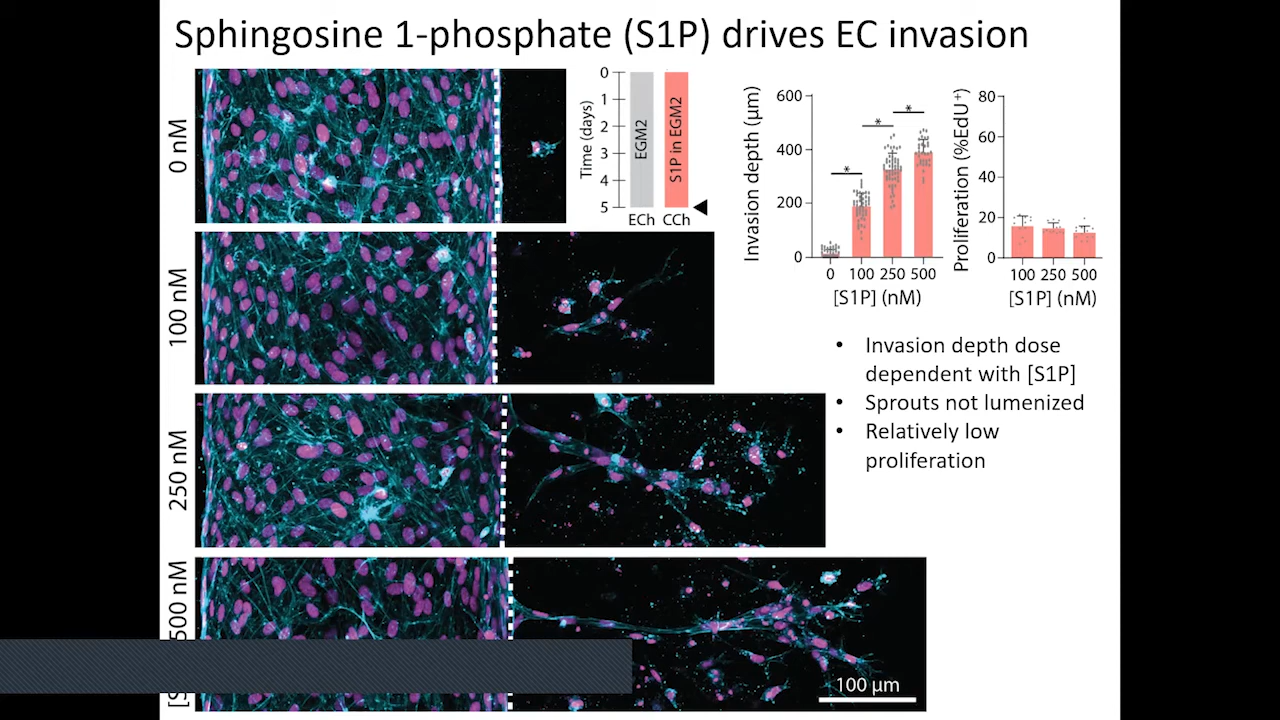 Sphingosine 1-phosphate (S1P) drives EC invasion
0 nM
100 nM
250 nM
500 nM
[S
Time (days)
0
1
2
3
4
5
EGM2
S1P in EGM2
ECh
CCh
Invasion depth (μm)
600
400
200
0
*
*
*
0 100 250 500
[S1P] (nM)
Proliferation (%EdU⁺)
80
60
40
20
0
100 250 500
[S1P] (nM)
• Invasion depth dose
dependent with [S1P]
• Sprouts not lumenized
• Relatively low
proliferation
100 μm